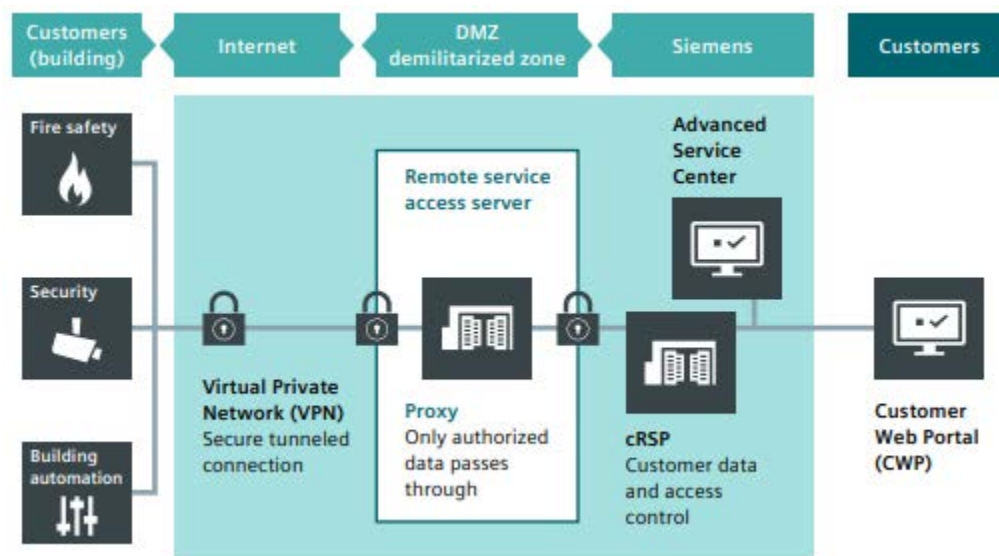 Customers
(building)
Internet
DMZ
demilitarized zone
Siemens
Customers
Fire safety
Security
Building
automation
Virtual Private
Network (VPN)
Secure tunneled
connection
Remote service
access server
Proxy
Only authorized
data passes
through
Advanced
Service
Center
cRSP
Customer data
and access
control
Customer
Web Portal
(CWP)